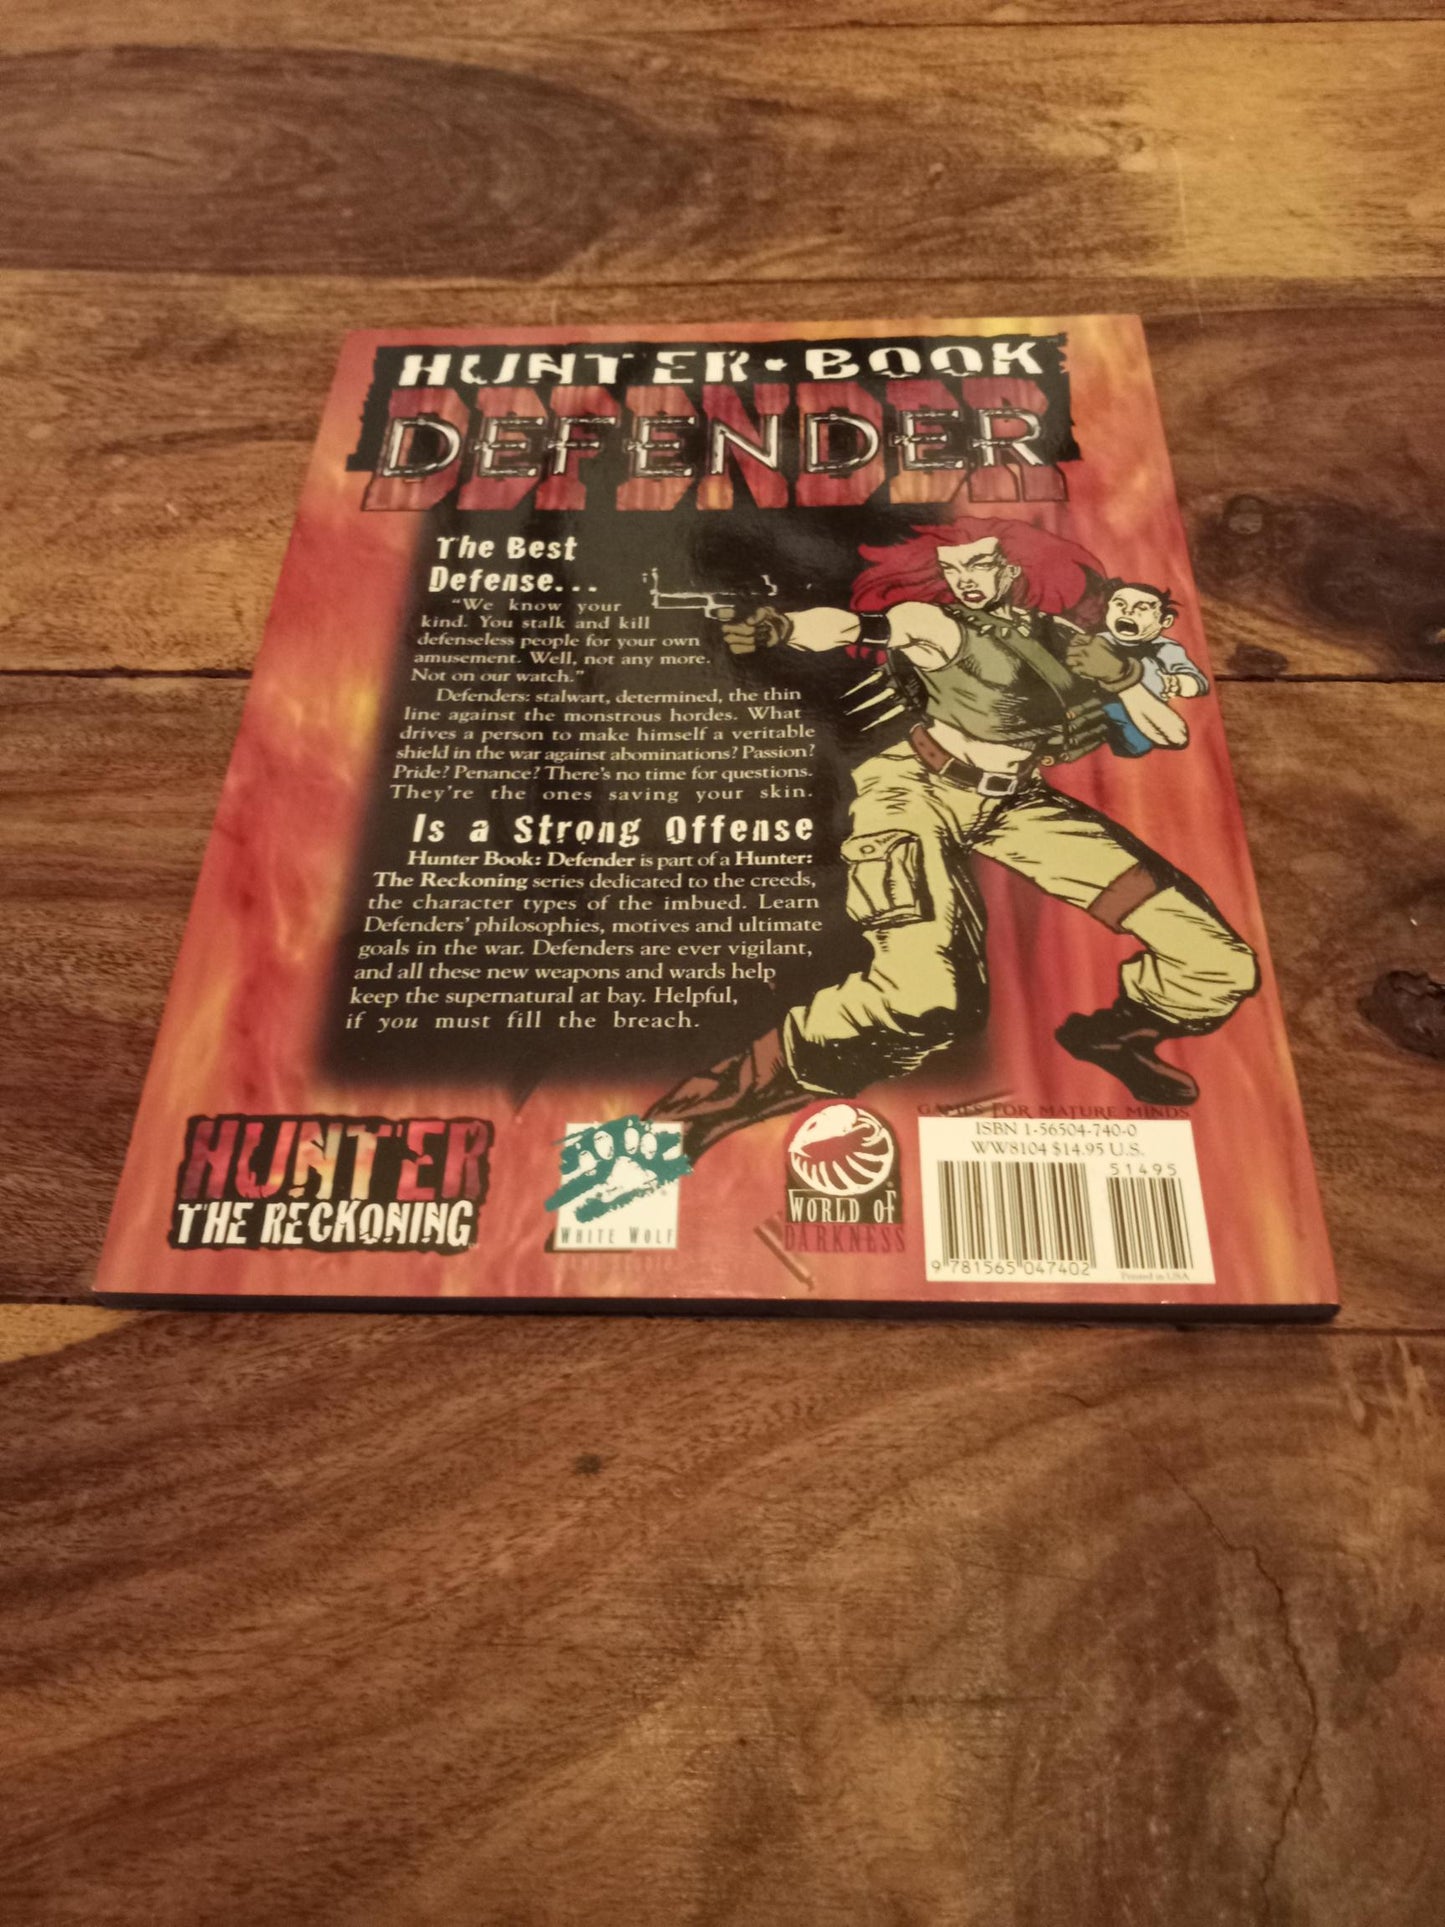 HUNTER•BOOK
DEFENDER
The Best
Defense...
"We know your
kind. You stalk and kill
defenseless people for your own
amusement. Well, not any more.
Not on our watch."
Defenders: stalwart, determined, the thin
line against the monstrous hordes. What
drives a person to make himself a veritable
shield in the war against abominations? Passion?
Pride? Penance? There's no time for questions.
They're the ones saving your skin.
Is a Strong Offense
Hunter Book: Defender is part of a Hunter:
The Reckoning series dedicated to the creeds,
the character types of the imbued. Learn
Defenders' philosophies, motives and ultimate
goals in the war. Defenders are ever vigilant,
and all these new weapons and wards help
keep the supernatural at bay. Helpful,
if you must fill the breach.
HUNTER
THE RECKONING
WHITE WOLF
WORLD OF
DARKNESS
GAMES FOR MATURE MINDS
ISBN 1-56504-740-0
WW8104 $14.95 U.S.
51495
9 781565 047402
Printed in USA